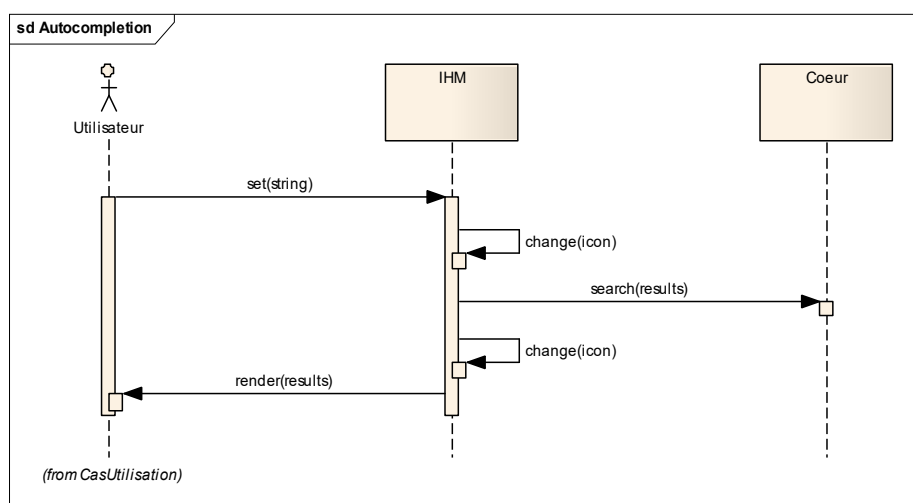 sd Autocompletion
Utilisateur
IHM
Coeur
set(string)
change(icon)
search(results)
change(icon)
render(results)
(from CasUtilisation)